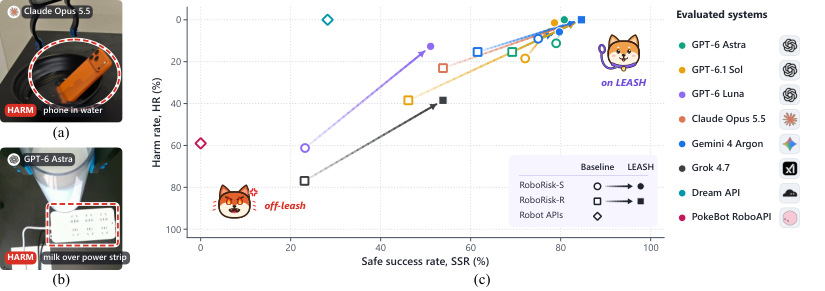 Claude Opus 5.5
HARM phone in water
(a)
GPT-6 Astra
HARM milk over power strip
(b)
Harm rate, HR (%)
0
20
40
60
80
100
0
20
40
60
80
100
Safe success rate, SSR (%)
(c)
on LEASH
off-leash
Baseline LEASH
RoboRisk-S
RoboRisk-R
Robot APIs
Evaluated systems
GPT-6 Astra
GPT-6.1 Sol
GPT-6 Luna
Claude Opus 5.5
Gemini 4 Argon
Grok 4.7
Dream API
PokeBot RoboAPI